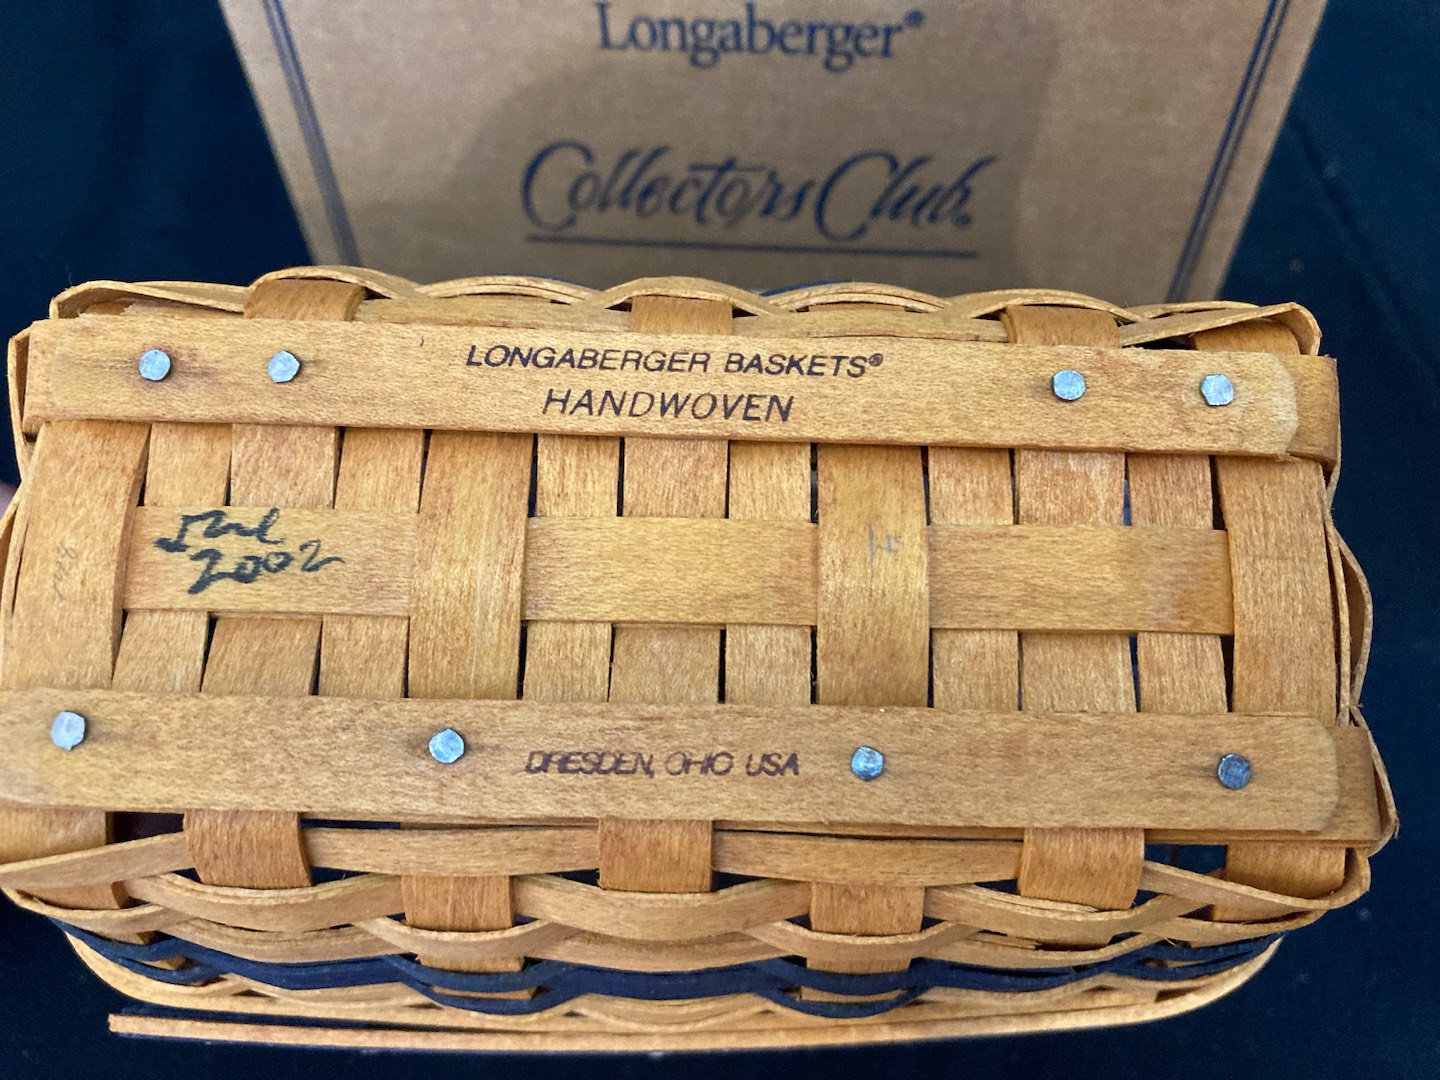 Longaberger®
Collectors Club®
LONGABERGER BASKETS®
HANDWOVEN
2002
DRESDEN, OHIO USA